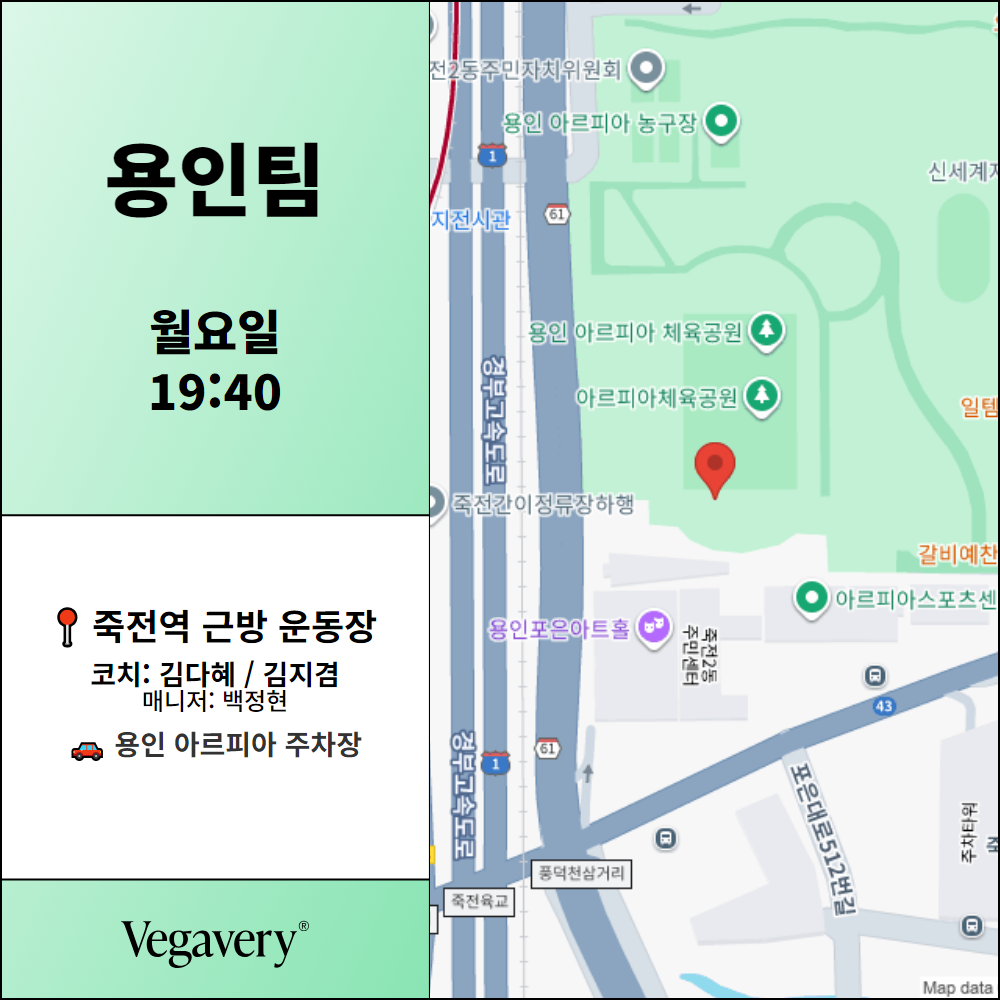 용인팀
월요일
19:40
죽전역 근방 운동장
코치: 김다혜 / 김지겸
매니저: 백정현
용인 아르피아 주차장
Vegavery®
전2동주민자치위원회
용인 아르피아 농구장
1
신세계
61
지전시관
용인 아르피아 체육공원
경부고속도로
아르피아체육공원
일템
죽전간이정류장하행
갈비예찬
아르피아스포츠센
용인포은아트홀
죽전2동
주민센터
43
61
경부고속도로
1
포은대로512번길
주차타워
풍덕천삼거리
죽전육교
Map data